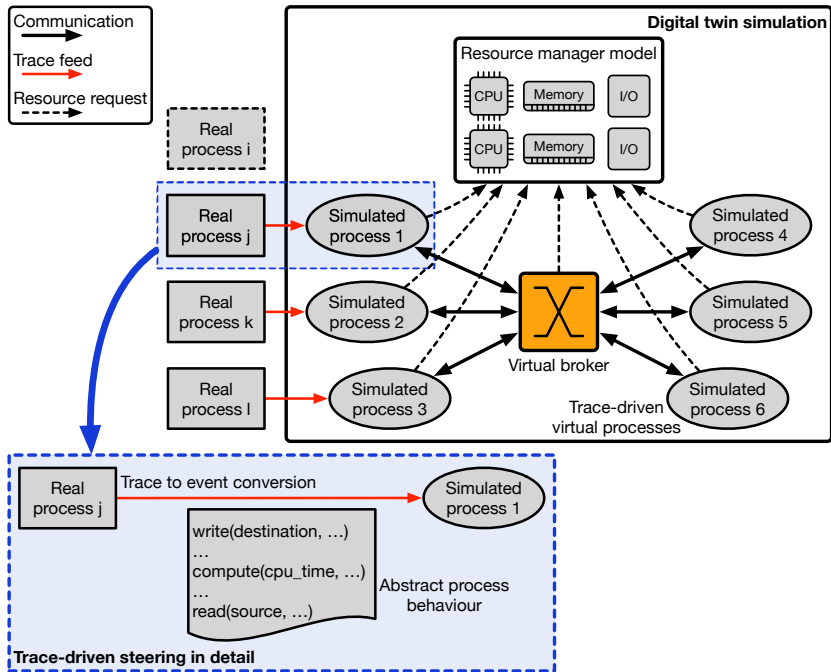 Communication
Trace feed
Resource request
Digital twin simulation
Resource manager model
CPU
Memory
I/O
CPU
Memory
I/O
Real
process i
Real
process j
Simulated
process 1
Simulated
process 4
Real
process k
Simulated
process 2
Simulated
process 5
Virtual broker
Real
process l
Simulated
process 3
Trace-driven
virtual processes
Simulated
process 6
Real
process j
Trace to event conversion
Simulated
process 1
write(destination, …)
…
compute(cpu_time, …)
…
read(source, …)
Abstract process
behaviour
Trace-driven steering in detail